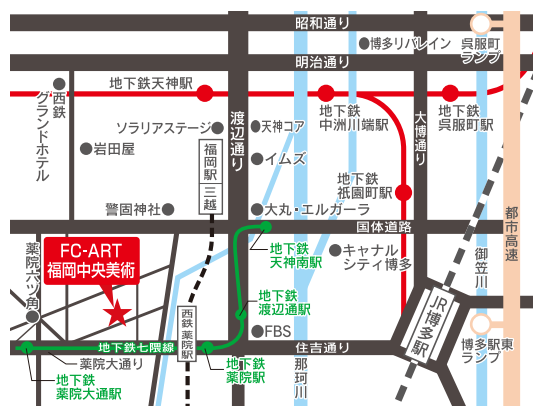 昭和通り
博多リバレイン
呉服町
ランプ
明治通り
地下鉄天神駅
西鉄
グランドホテル
渡辺通り
地下鉄
中洲川端駅
大博通り
地下鉄
呉服町駅
ソラリアステージ
天神コア
岩田屋
福岡駅
三越
イムズ
地下鉄
祇園町駅
警固神社
大丸・エルガーラ
国体道路
都市高速
薬院六ツ角
FC-ART
福岡中央美術
地下鉄
天神南駅
キャナル
シティ博多
御笠川
地下鉄
渡辺通駅
JR博多駅
西鉄薬院駅
FBS
博多駅東
ランプ
地下鉄七隈線
住吉通り
薬院大通り
地下鉄
薬院大通駅
地下鉄
薬院駅
那珂川